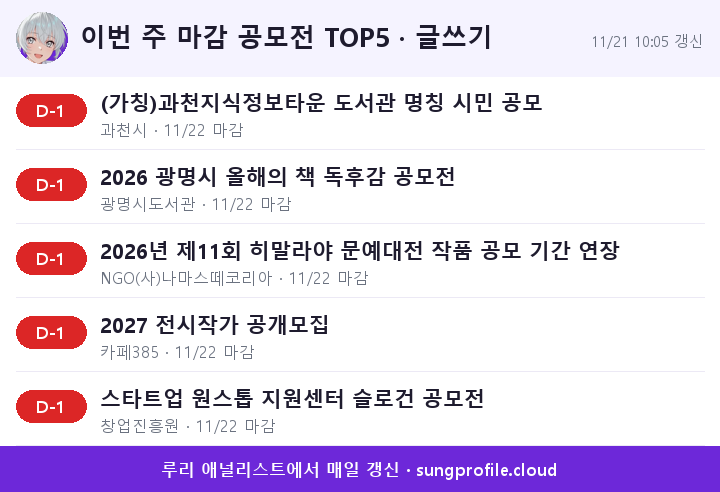 이번 주 마감 공모전 TOP5 · 글쓰기
11/21 10:05 갱신
D-1
(가칭)과천지식정보타운 도서관 명칭 시민 공모
과천시 · 11/22 마감
D-1
2026 광명시 올해의 책 독후감 공모전
광명시도서관 · 11/22 마감
D-1
2026년 제11회 히말라야 문예대전 작품 공모 기간 연장
NGO(사)나마스떼코리아 · 11/22 마감
D-1
2027 전시작가 공개모집
카페385 · 11/22 마감
D-1
스타트업 원스톱 지원센터 슬로건 공모전
창업진흥원 · 11/22 마감
루리 애널리스트에서 매일 갱신 · sungprofile.cloud